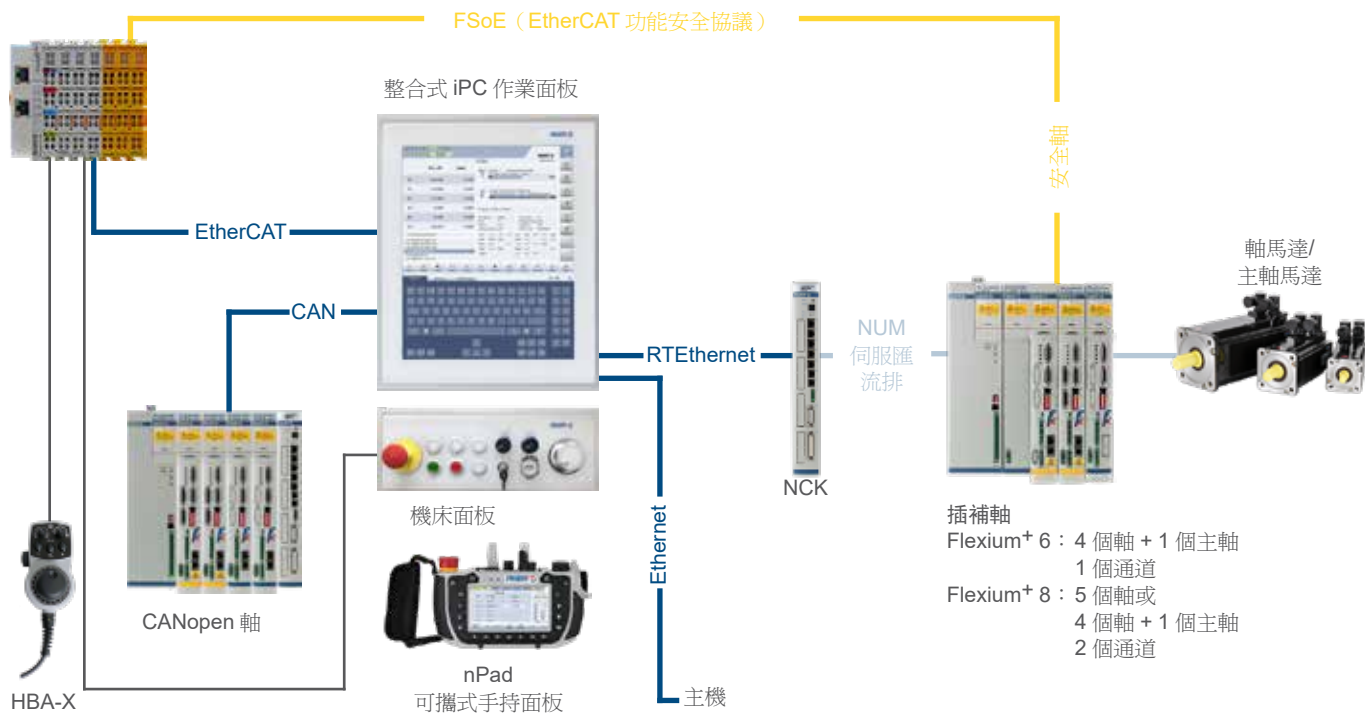 FSoE（EtherCAT 功能安全協議）
整合式 iPC 作業面板
安全軸
EtherCAT
軸馬達/
主軸馬達
CAN
RTEthernet
NUM
伺服匯
流排
NCK
機床面板
Ethernet
插補軸
Flexium+ 6：4 個軸 + 1 個主軸
1 個通道
Flexium+ 8：5 個軸或
4 個軸 + 1 個主軸
2 個通道
CANopen 軸
nPad
可攜式手持面板
HBA-X
主機